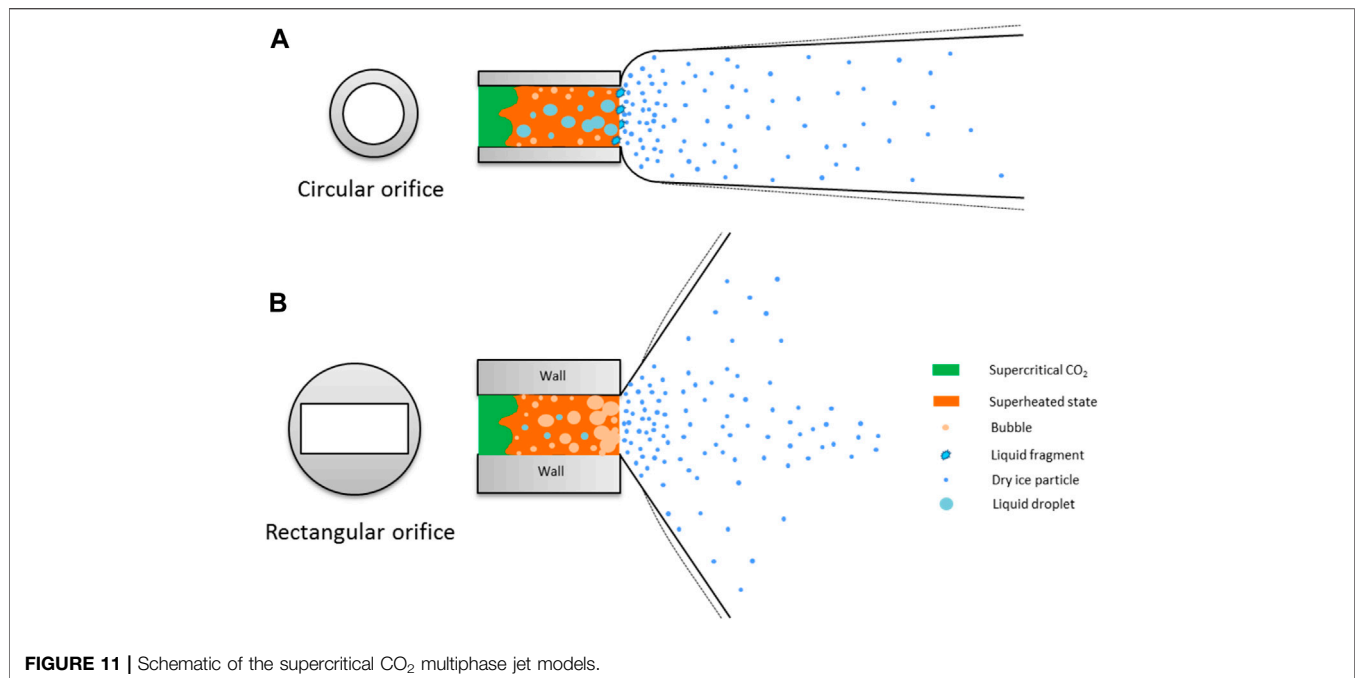 A
Circular orifice
B
Wall
Wall
Rectangular orifice
Supercritical CO₂
Superheated state
Bubble
Liquid fragment
Dry ice particle
Liquid droplet
FIGURE 11 | Schematic of the supercritical CO₂ multiphase jet models.